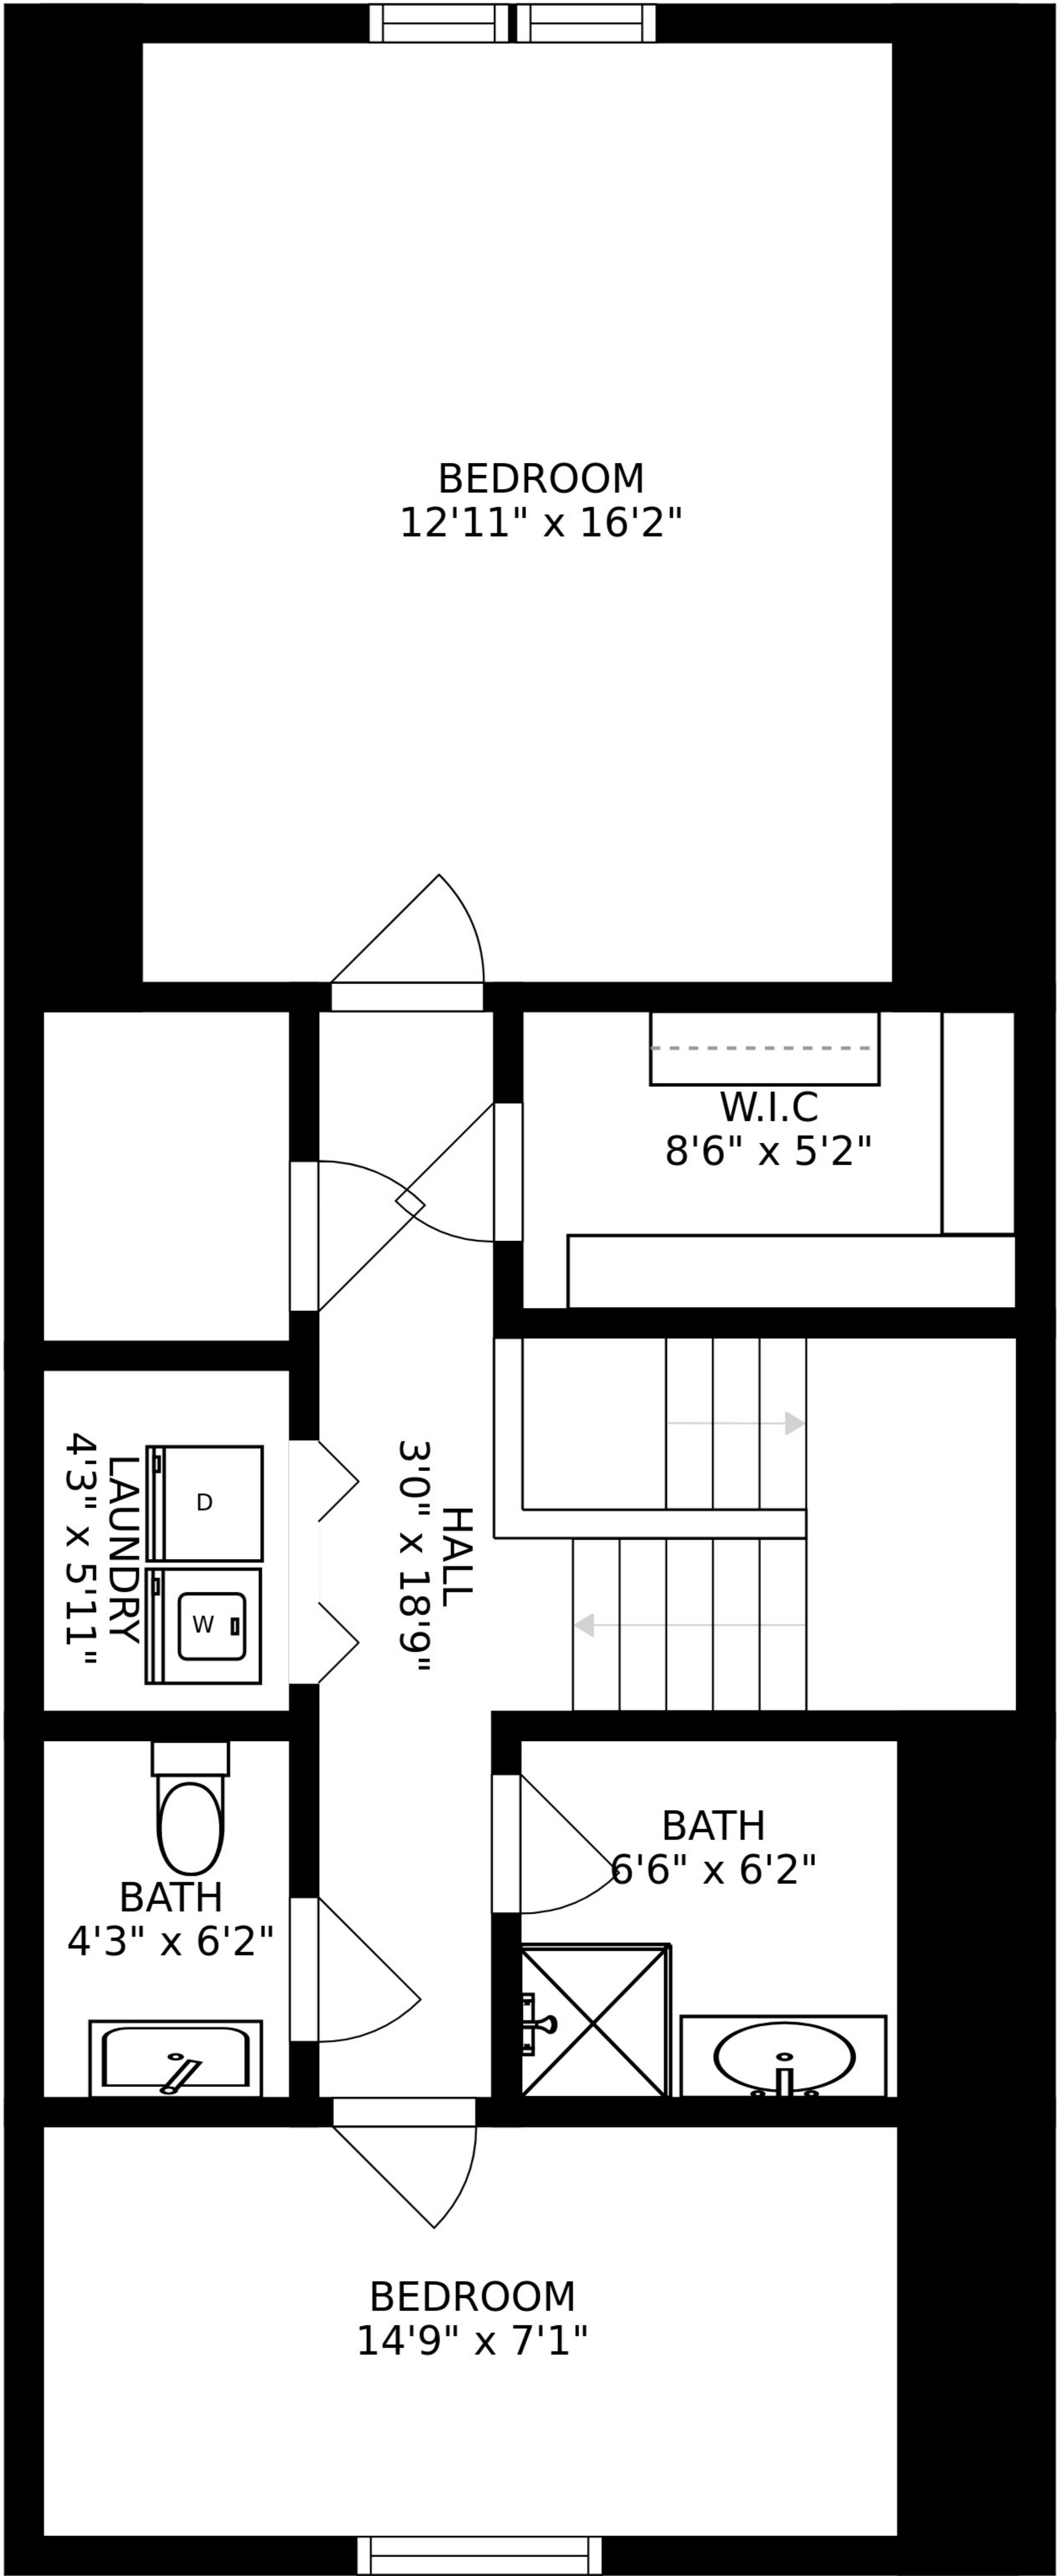 BEDROOM
12'11" x 16'2"
W.I.C
8'6" x 5'2"
LAUNDRY
4'3" x 5'11"
D
W
HALL
3'0" x 18'9"
BATH
6'6" x 6'2"
BATH
4'3" x 6'2"
BEDROOM
14'9" x 7'1"